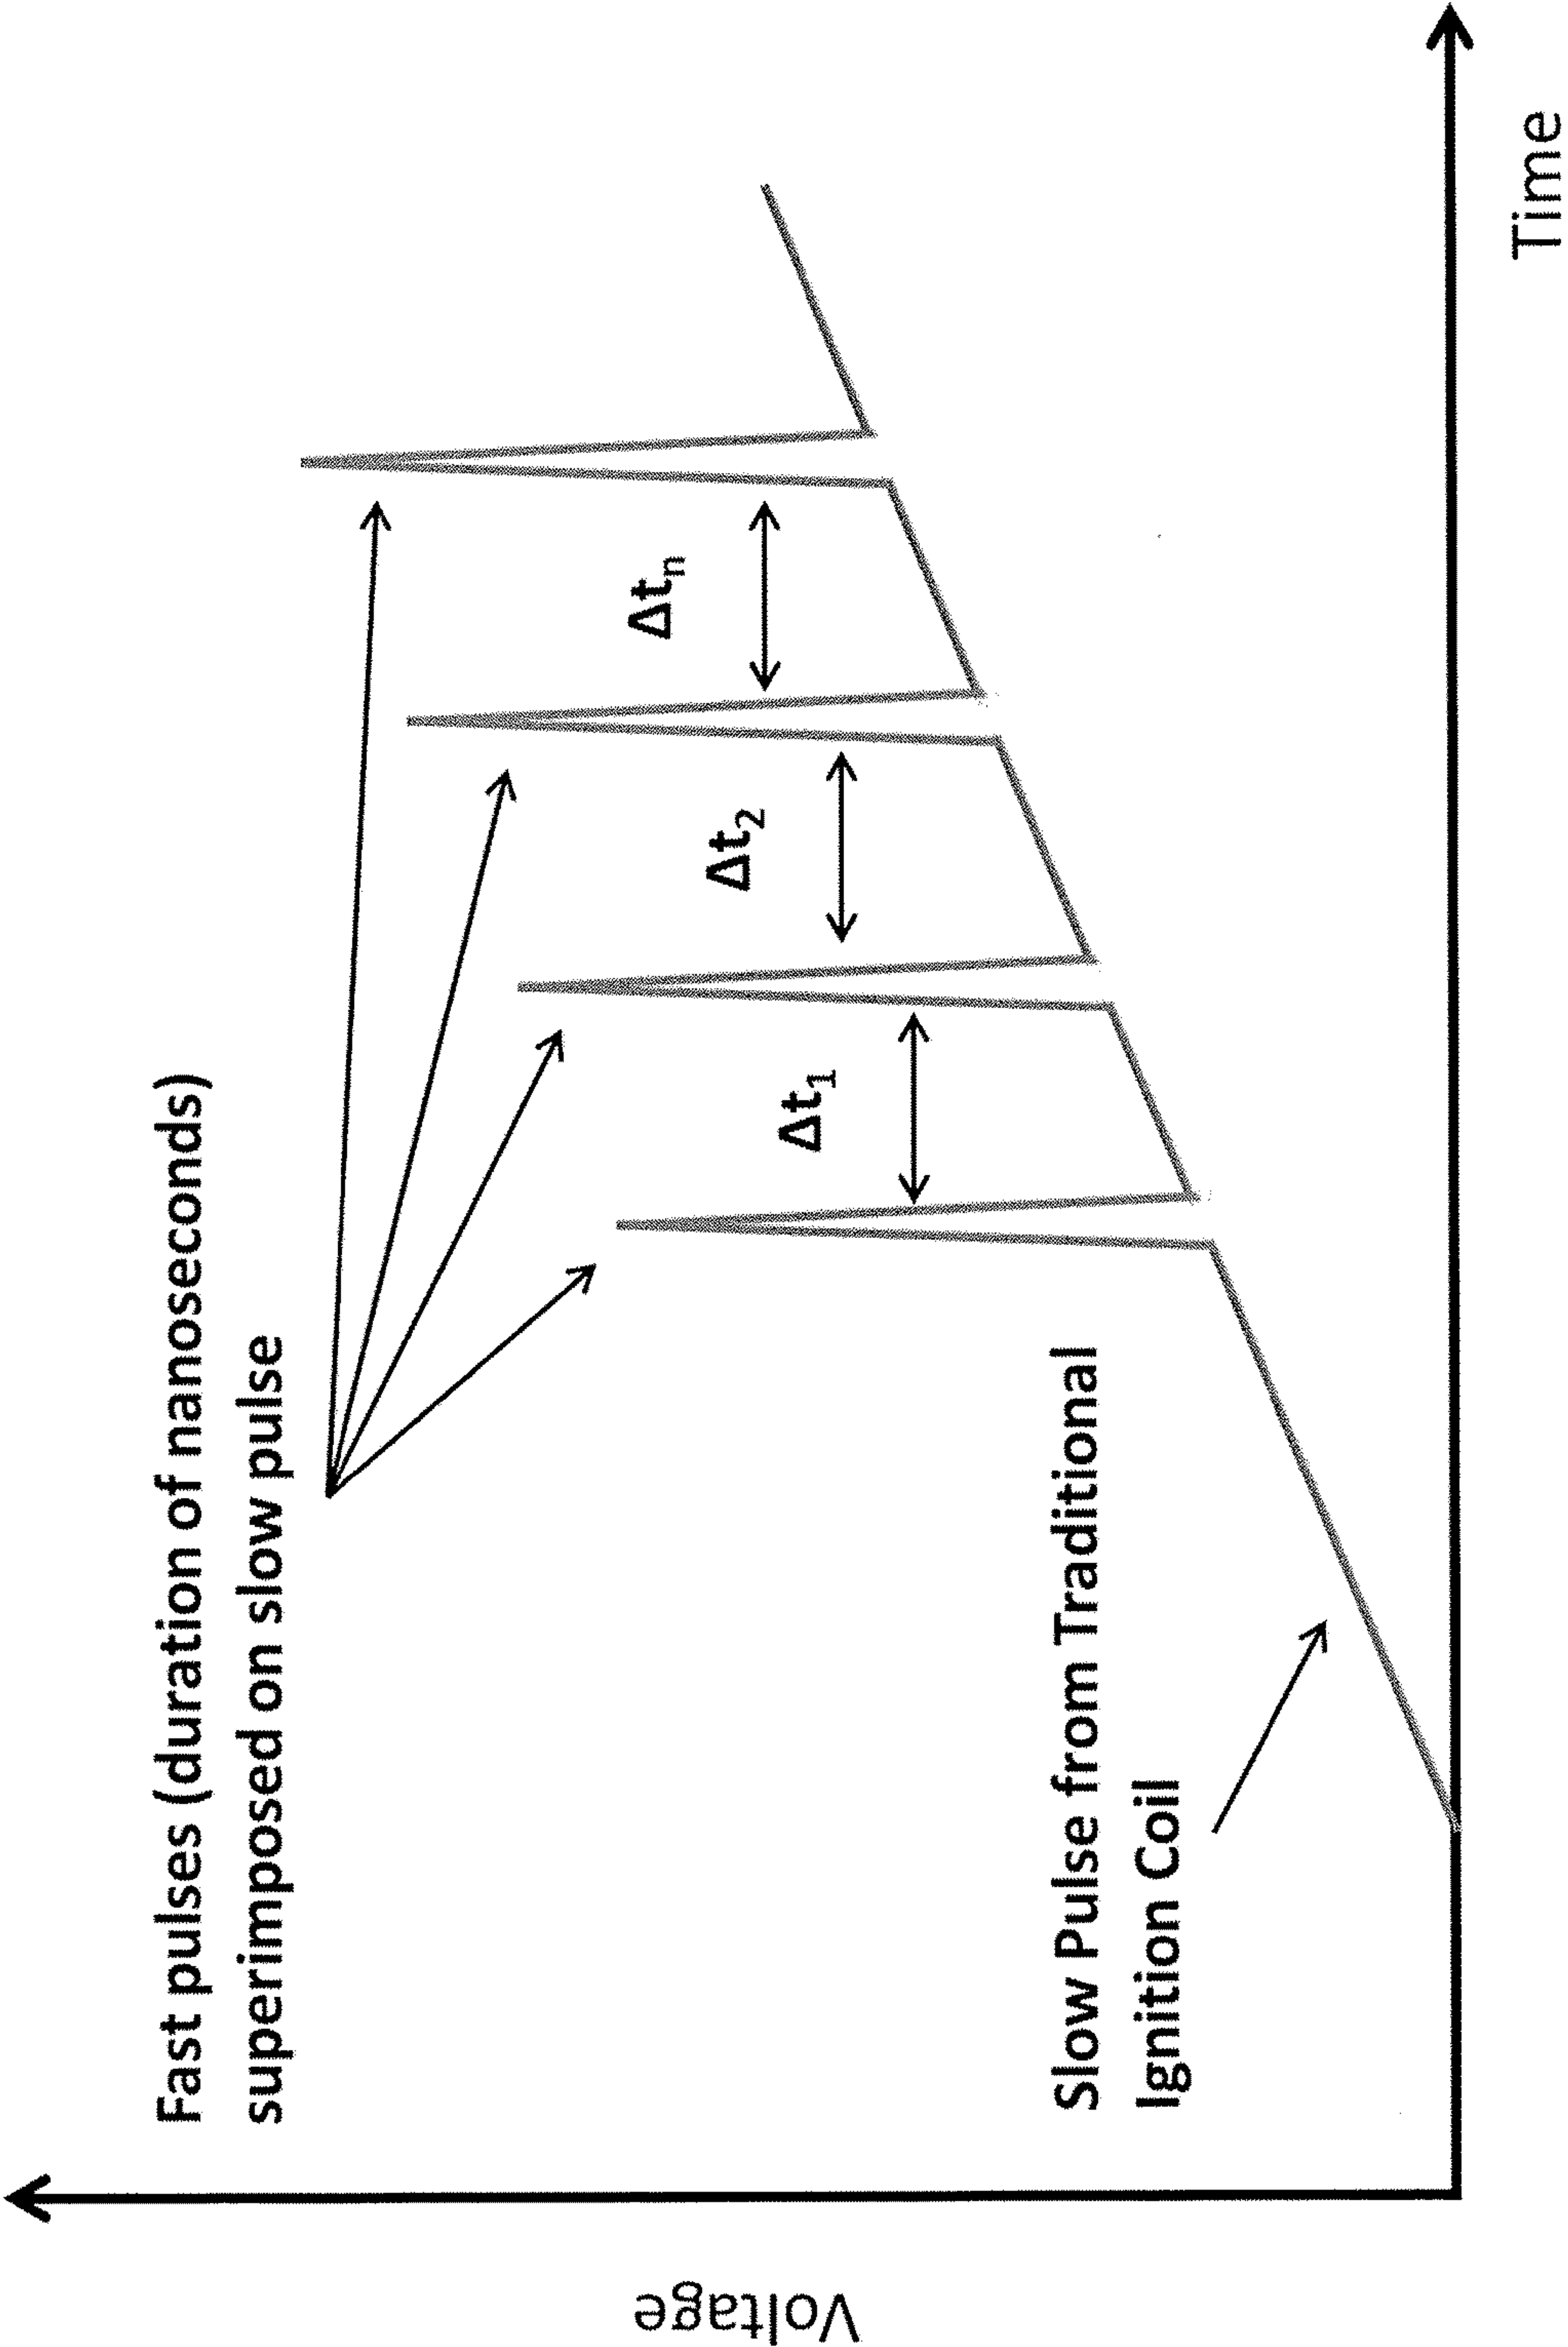 Fast pulses (duration of nanoseconds)
superimposed on slow pulse
Δtₙ
Δt₂
Δt₁
Slow Pulse from Traditional
Ignition Coil
Voltage
Time